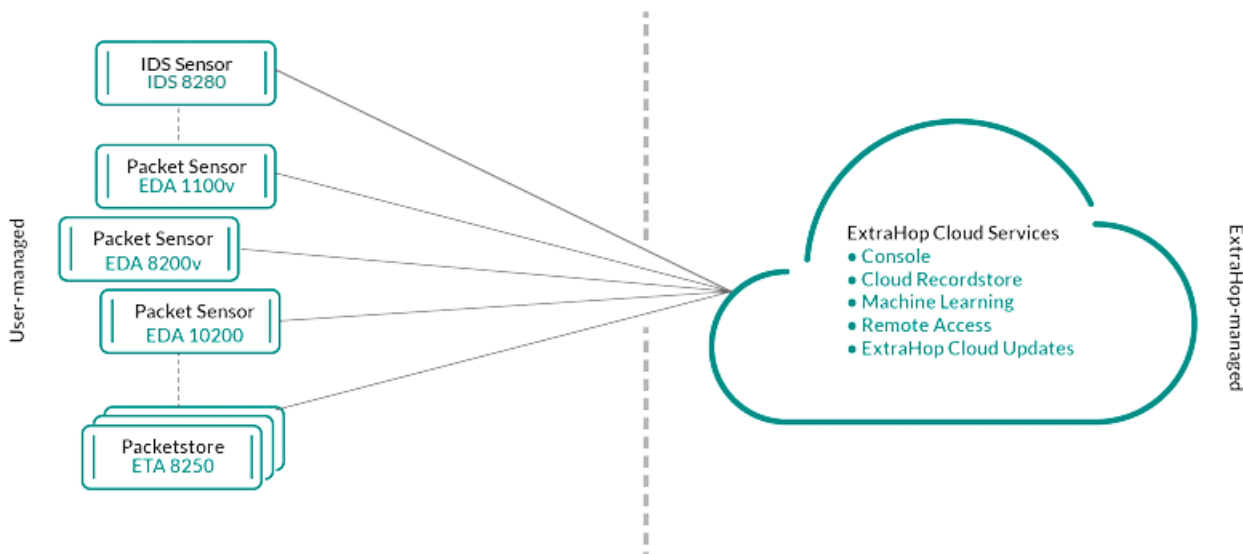 User-managed
IDS Sensor
IDS 8280
Packet Sensor
EDA 1100v
Packet Sensor
EDA 8200v
Packet Sensor
EDA 10200
Packetstore
ETA 8250
ExtraHop Cloud Services
• Console
• Cloud Recordstore
• Machine Learning
• Remote Access
• ExtraHop Cloud Updates
ExtraHop-managed